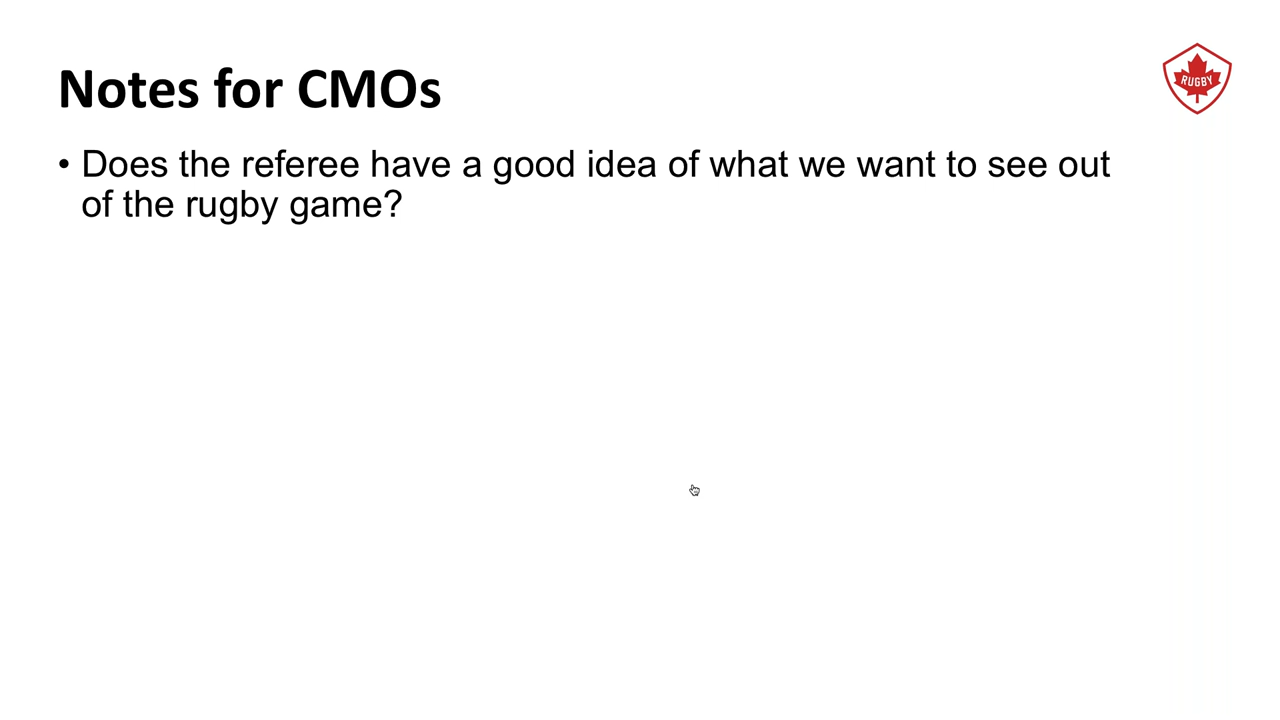 Notes for CMOs
RUGBY
• Does the referee have a good idea of what we want to see out
of the rugby game?